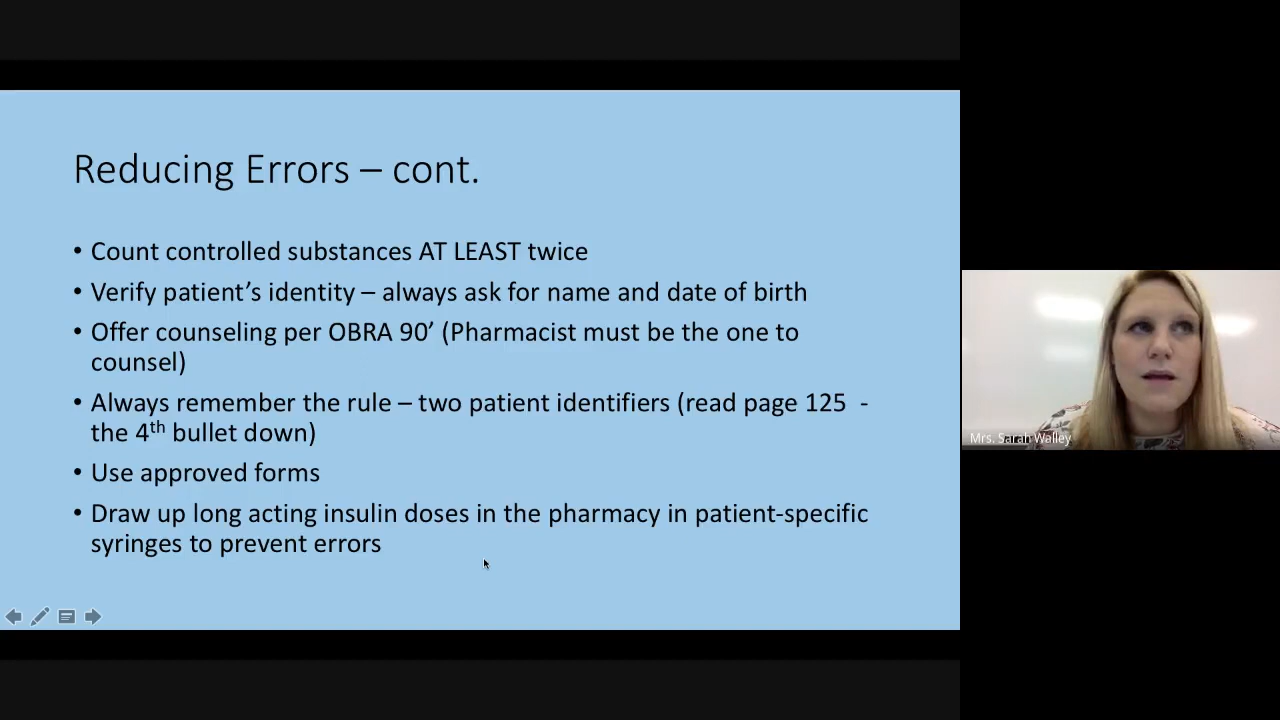 Reducing Errors – cont.
• Count controlled substances AT LEAST twice
• Verify patient’s identity – always ask for name and date of birth
• Offer counseling per OBRA 90’ (Pharmacist must be the one to
counsel)
• Always remember the rule – two patient identifiers (read page 125  -
the 4th bullet down)
• Use approved forms
• Draw up long acting insulin doses in the pharmacy in patient-specific
syringes to prevent errors
Mrs. Sarah Walley